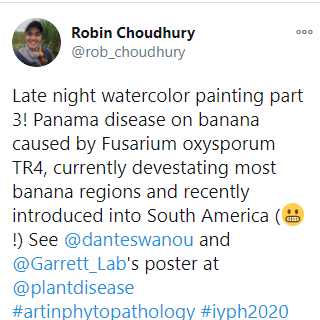 Robin Choudhury
@rob_choudhury
Late night watercolor painting part
3! Panama disease on banana
caused by Fusarium oxysporum
TR4, currently devestating most
banana regions and recently
introduced into South America (😬
!) See @danteswanou and
@Garrett_Lab's poster at
@plantdisease
#artinphytopathology #iyph2020